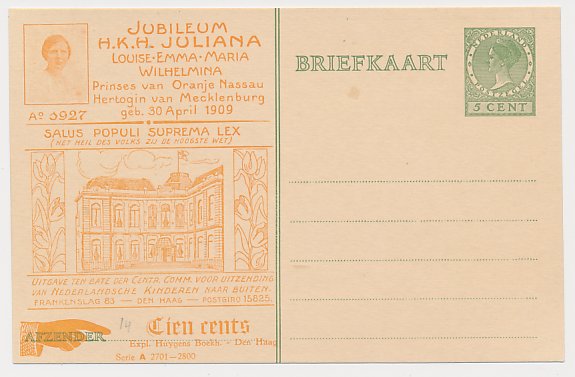 JUBILEUM
H.K.H. JULIANA
LOUISE-EMMA-MARIA
WILHELMINA
Prinses van Oranje Nassau
Hertogin van Mecklenburg
geb. 30 April 1909
Aº 5927
SALUS POPULI SUPREMA LEX
(HET HEIL DES VOLKS ZIJ DE HOOGSTE WET)
UITGAVE TEN BATE DER CENTR. COMM. VOOR UITZENDING
VAN NEDERLANDSCHE KINDEREN NAAR BUITEN.
FRANKENSLAG 63 — DEN HAAG — POSTGIRO 15825.
AFZENDER
14
Tien cents
Expl. Huygens Boekh. - Den Haag
Serie A 2701-2800
BRIEFKAART
NEDERLAND
5 CENT